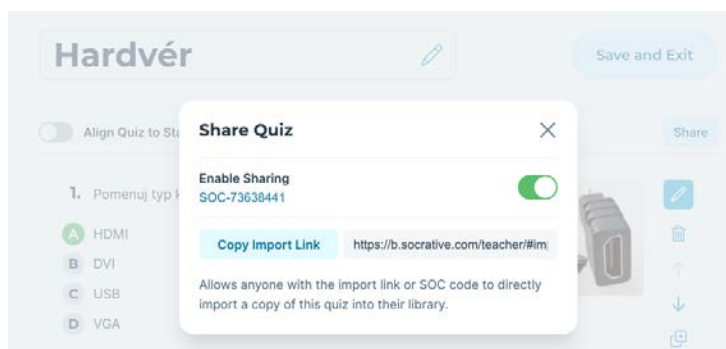 Hardvér
Save and Exit
Align Quiz to Sta
Share Quiz
Share
Enable Sharing
SOC-73638441
1. Pomenuj typ k
Copy Import Link
https://b.socrative.com/teacher/#im
A HDMI
B DVI
Allows anyone with the import link or SOC code to directly
C USB
import a copy of this quiz into their library.
D VGA